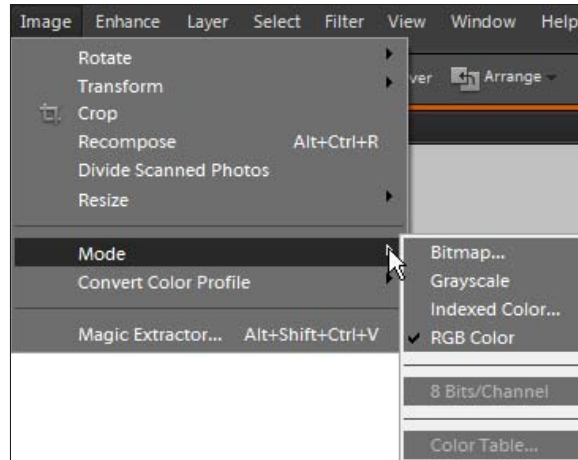 Image Enhance Layer Select Filter View Window Help
Rotate
Transform
ver Arrange
Crop
Recompose Alt+Ctrl+R
Divide Scanned Photos
Resize
Mode
Convert Color Profile
Magic Extractor... Alt+Shift+Ctrl+V
Bitmap...
Grayscale
Indexed Color...
RGB Color
8 Bits/Channel
Color Table...